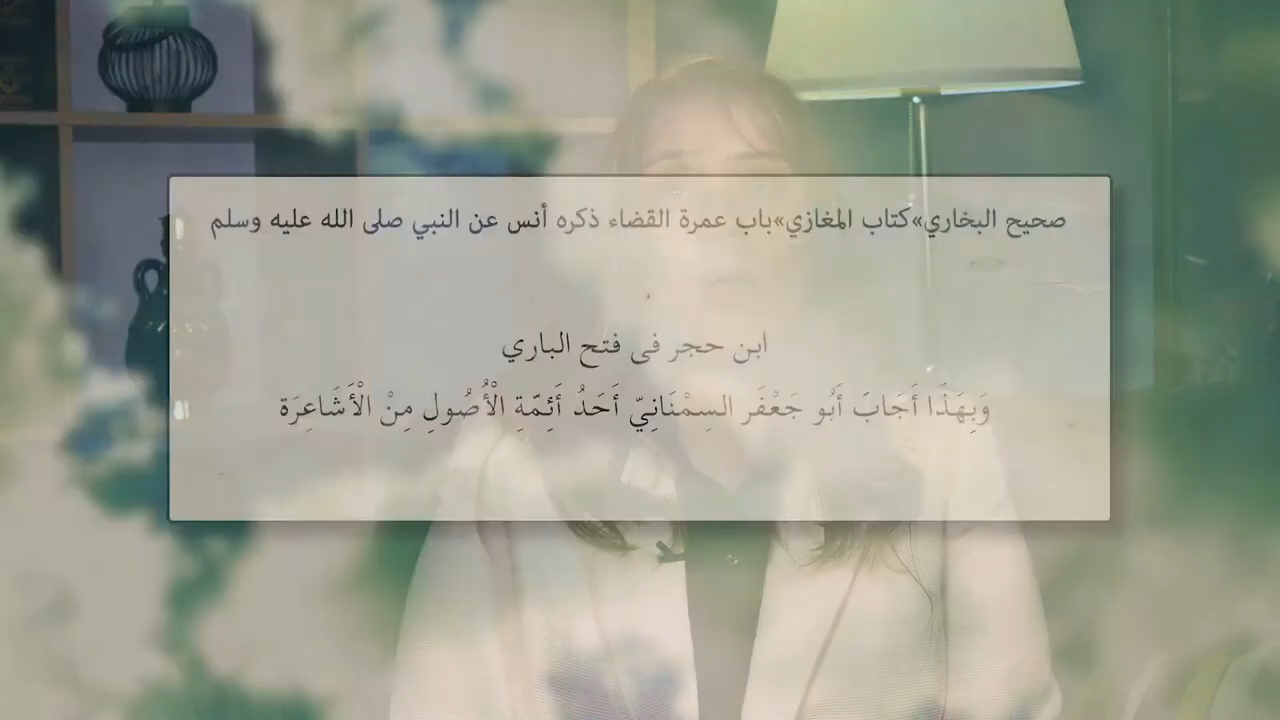 صحيح البخاري»كتاب المغازي»باب عمرة القضاء ذكره أنس عن النبي صلى الله عليه وسلم
ابن حجر فى فتح الباري
وَبِهَذَا أَجَابَ أَبُو جَعْفَر السِمْنَانِيّ أَحَدُ أَئِمّةِ الْأُصُولِ مِنْ الْأَشَاعِرَة